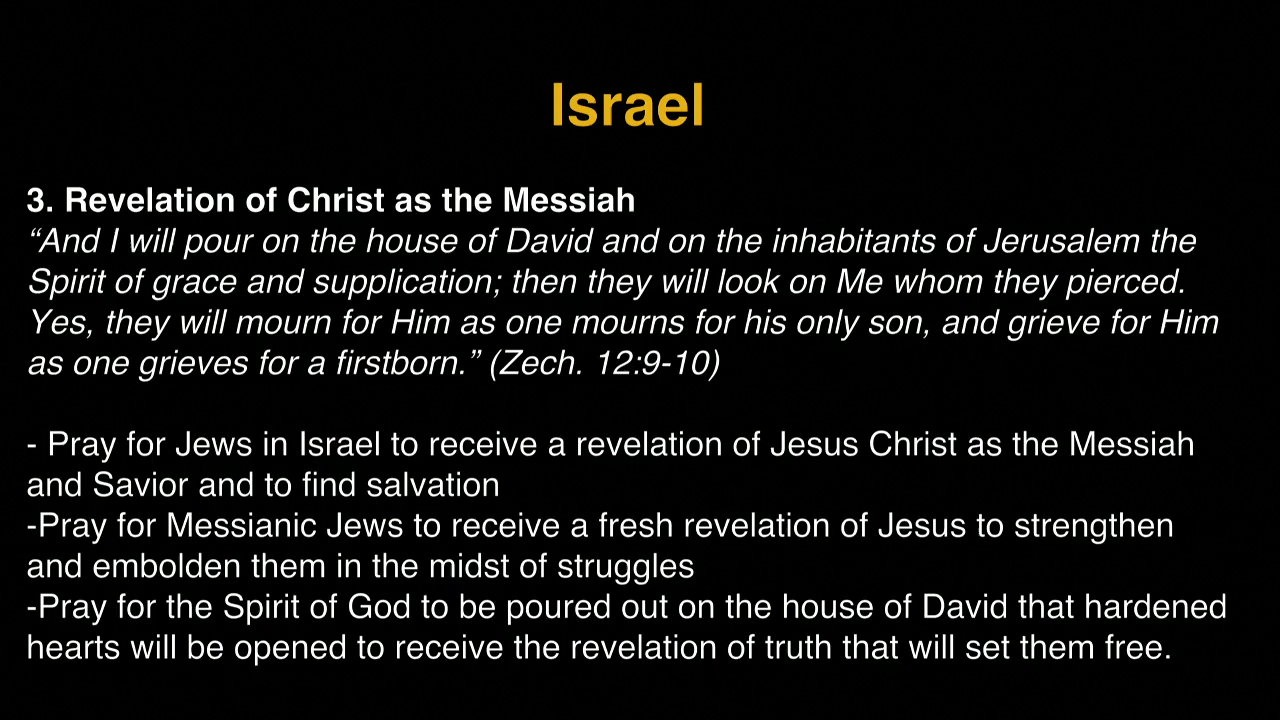 Israel
3. Revelation of Christ as the Messiah
“And I will pour on the house of David and on the inhabitants of Jerusalem the
Spirit of grace and supplication; then they will look on Me whom they pierced.
Yes, they will mourn for Him as one mourns for his only son, and grieve for Him
as one grieves for a firstborn.” (Zech. 12:9-10)
- Pray for Jews in Israel to receive a revelation of Jesus Christ as the Messiah
and Savior and to find salvation
-Pray for Messianic Jews to receive a fresh revelation of Jesus to strengthen
and embolden them in the midst of struggles
-Pray for the Spirit of God to be poured out on the house of David that hardened
hearts will be opened to receive the revelation of truth that will set them free.